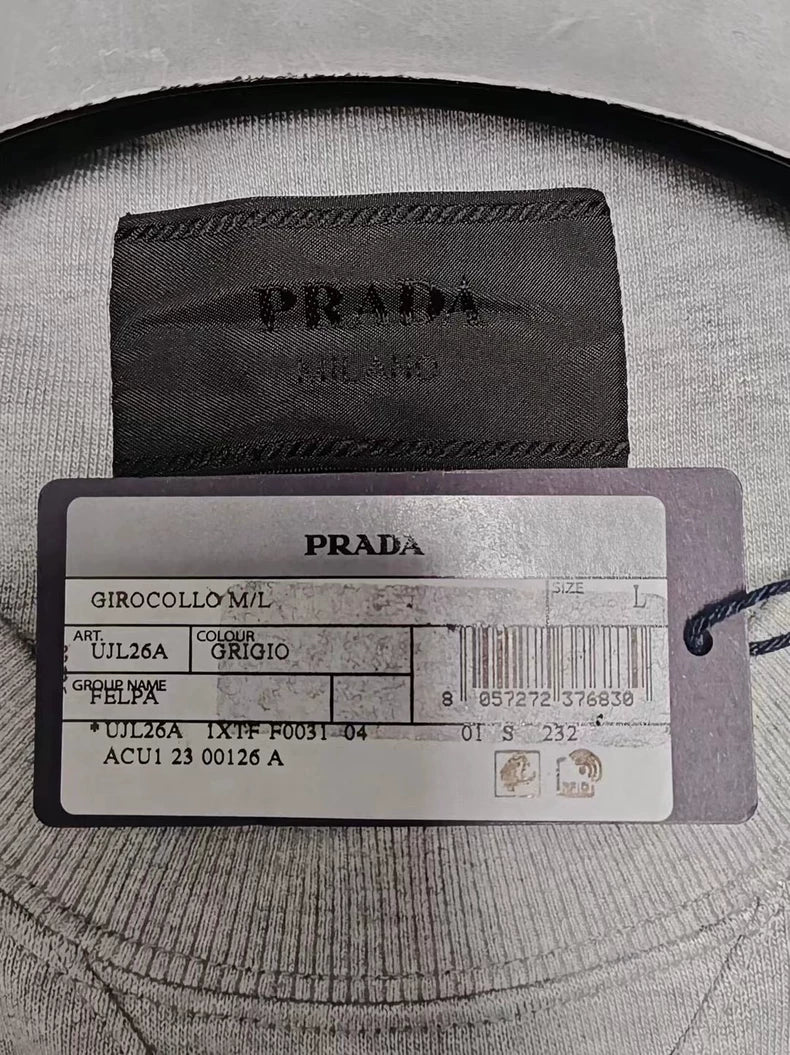 PRADA
MILANO
PRADA
GIROCOLLO M/L
SIZE
L
ART.
UJL26A
COLOUR
GRIGIO
GROUP NAME
FELPA
8 057272 376830
*UJL26A 1XTF F0031 04 01 S 232
ACU1 23 00126 A